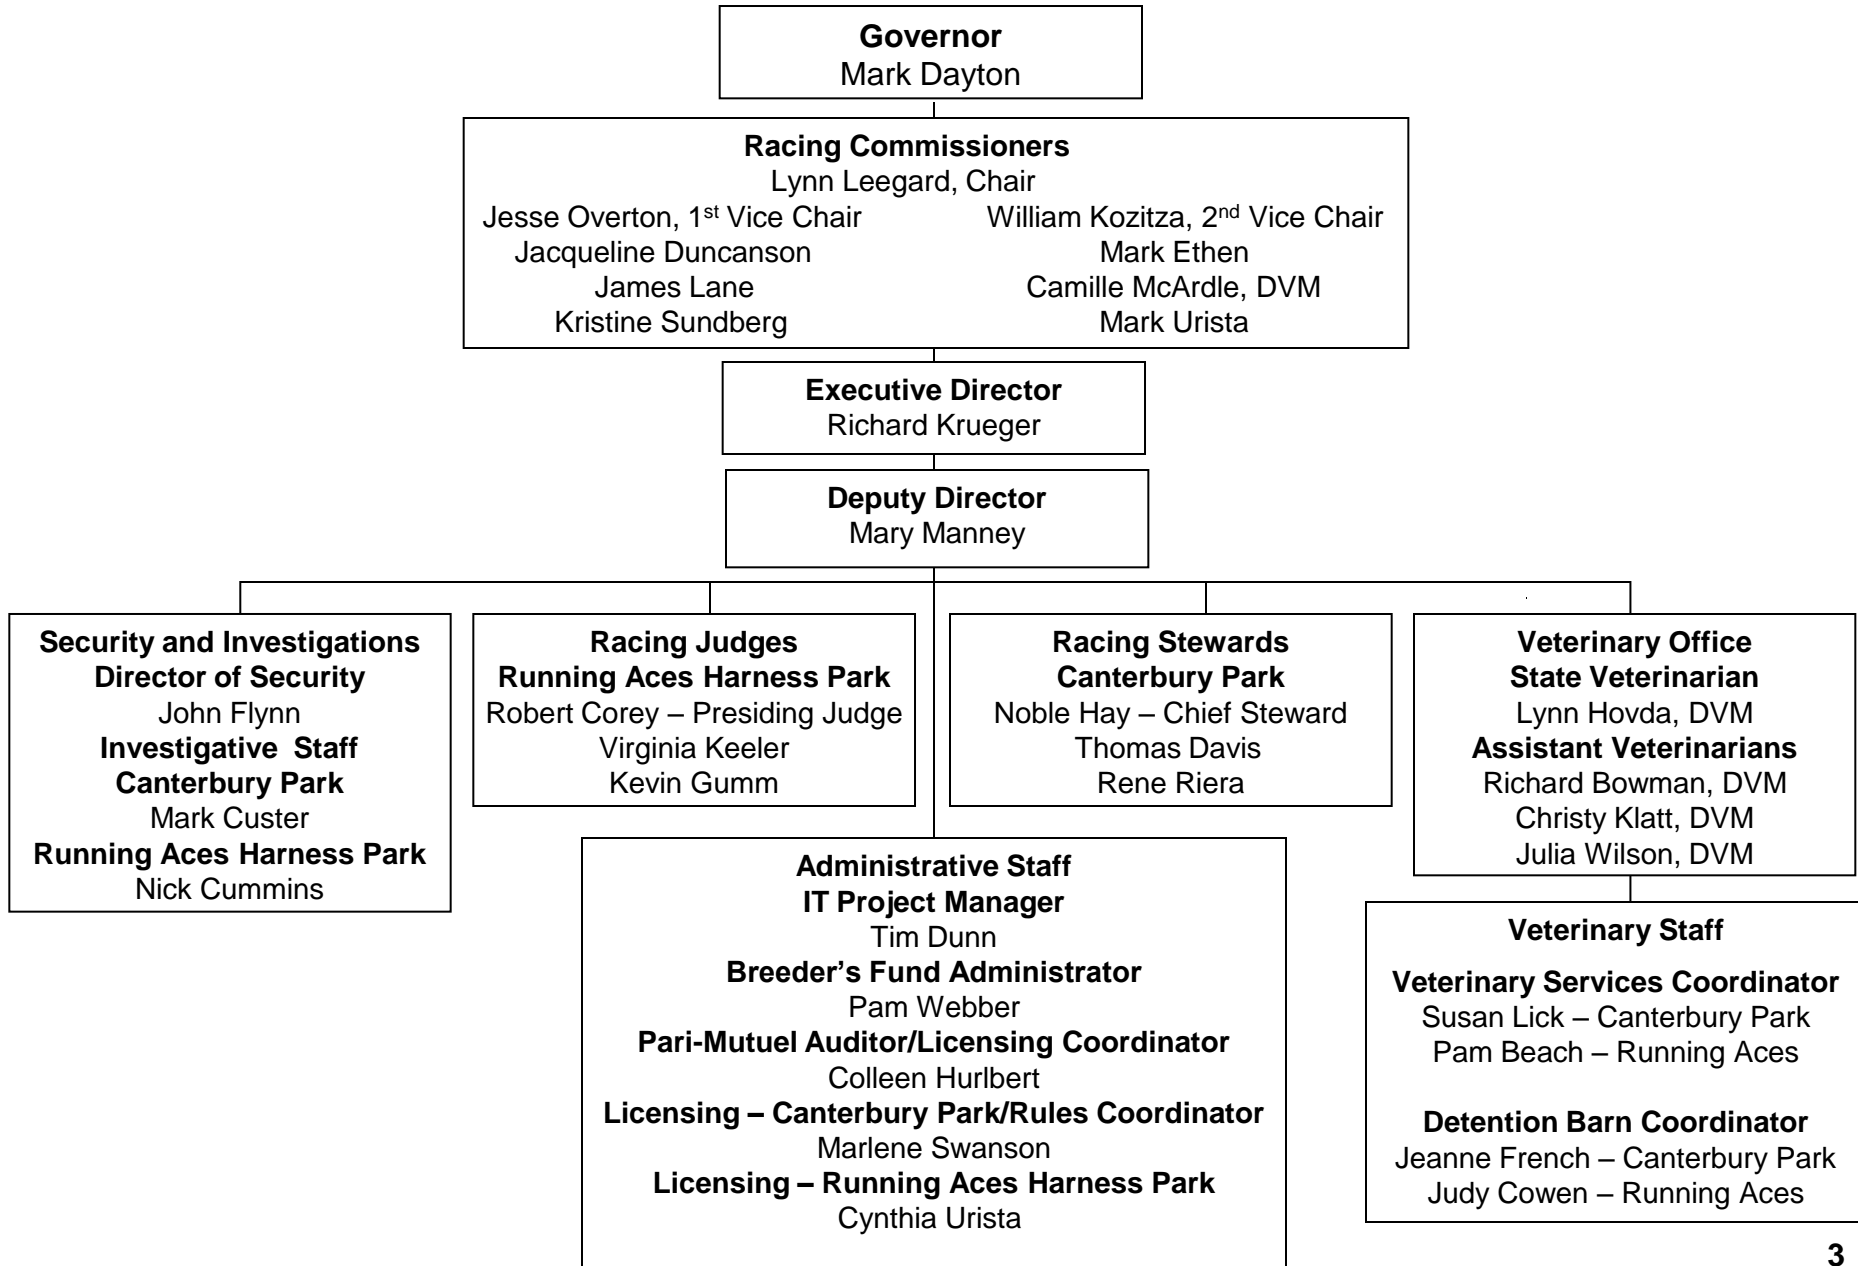 Governor
Mark Dayton
Racing Commissioners
Lynn Leegard, Chair
Jesse Overton, 1st Vice Chair
William Kozitza, 2nd Vice Chair
Jacqueline Duncanson
Mark Ethen
James Lane
Camille McArdle, DVM
Kristine Sundberg
Mark Urista
Executive Director
Richard Krueger
Deputy Director
Mary Manney
Security and Investigations
Director of Security
John Flynn
Investigative Staff
Canterbury Park
Mark Custer
Running Aces Harness Park
Nick Cummins
Racing Judges
Running Aces Harness Park
Robert Corey – Presiding Judge
Virginia Keeler
Kevin Gumm
Racing Stewards
Canterbury Park
Noble Hay – Chief Steward
Thomas Davis
Rene Riera
Veterinary Office
State Veterinarian
Lynn Hovda, DVM
Assistant Veterinarians
Richard Bowman, DVM
Christy Klatt, DVM
Julia Wilson, DVM
Administrative Staff
IT Project Manager
Tim Dunn
Breeder’s Fund Administrator
Pam Webber
Pari-Mutuel Auditor/Licensing Coordinator
Colleen Hurlbert
Licensing – Canterbury Park/Rules Coordinator
Marlene Swanson
Licensing – Running Aces Harness Park
Cynthia Urista
Veterinary Staff
Veterinary Services Coordinator
Susan Lick – Canterbury Park
Pam Beach – Running Aces
Detention Barn Coordinator
Jeanne French – Canterbury Park
Judy Cowen – Running Aces
3